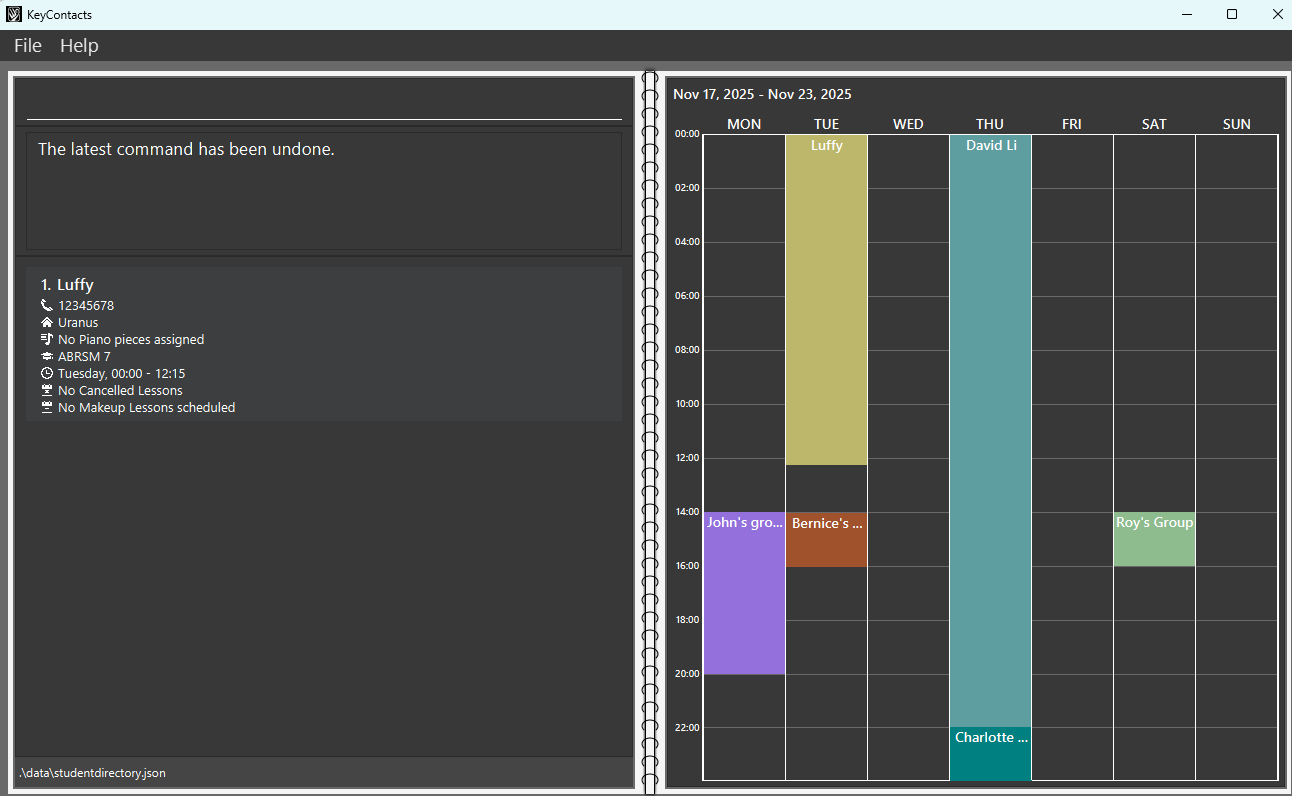 KeyContacts
File Help
The latest command has been undone.
1. Luffy
12345678
Uranus
No Piano pieces assigned
ABRSM 7
Tuesday, 00:00 - 12:15
No Cancelled Lessons
No Makeup Lessons scheduled
.\data\studentdirectory.json
Nov 17, 2025 - Nov 23, 2025
MON TUE WED THU FRI SAT SUN
00:00
Luffy David Li
02:00
04:00
06:00
08:00
10:00
12:00
14:00
John's gro... Bernice's ... Roy's Group
16:00
18:00
20:00
22:00
Charlotte ...